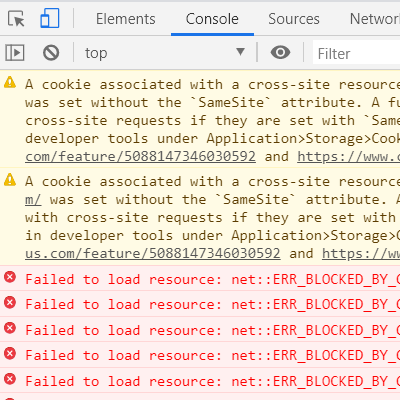 Elements Console Sources Networ
top Filter
A cookie associated with a cross-site resource
was set without the `SameSite` attribute. A fu
cross-site requests if they are set with `Same
developer tools under Application>Storage>Cook
com/feature/5088147346030592 and https://www.c
A cookie associated with a cross-site resource
m/ was set without the `SameSite` attribute. A
with cross-site requests if they are set with
in developer tools under Application>Storage>C
us.com/feature/5088147346030592 and https://ww
Failed to load resource: net::ERR_BLOCKED_BY_C
Failed to load resource: net::ERR_BLOCKED_BY_C
Failed to load resource: net::ERR_BLOCKED_BY_C
Failed to load resource: net::ERR_BLOCKED_BY_C
Failed to load resource: net::ERR_BLOCKED_BY_C